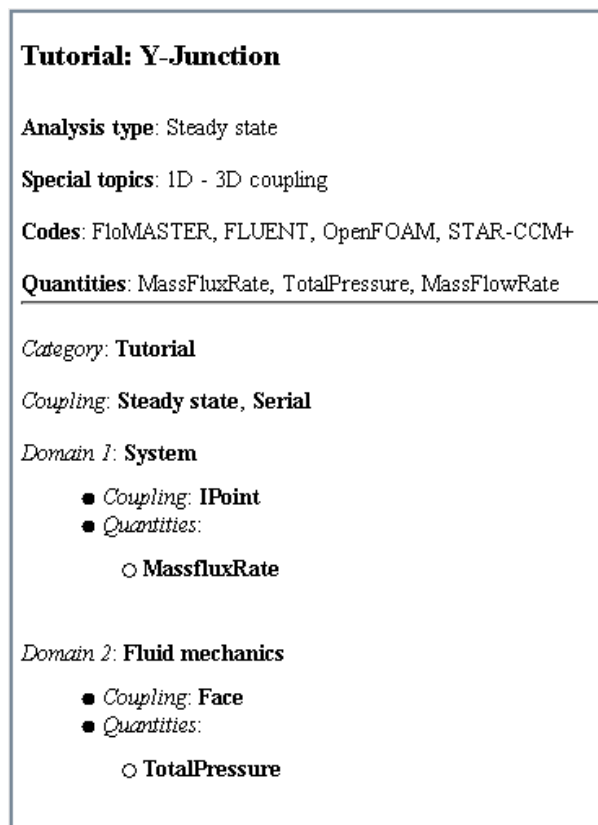 Tutorial: Y-Junction
Analysis type: Steady state
Special topics: 1D - 3D coupling
Codes: FloMASTER, FLUENT, OpenFOAM, STAR-CCM+
Quantities: MassFluxRate, TotalPressure, MassFlowRate
Category: Tutorial
Coupling: Steady state, Serial
Domain 1: System
● Coupling: IPoint
● Quantities:
○ MassfluxRate
Domain 2: Fluid mechanics
● Coupling: Face
● Quantities:
○ TotalPressure